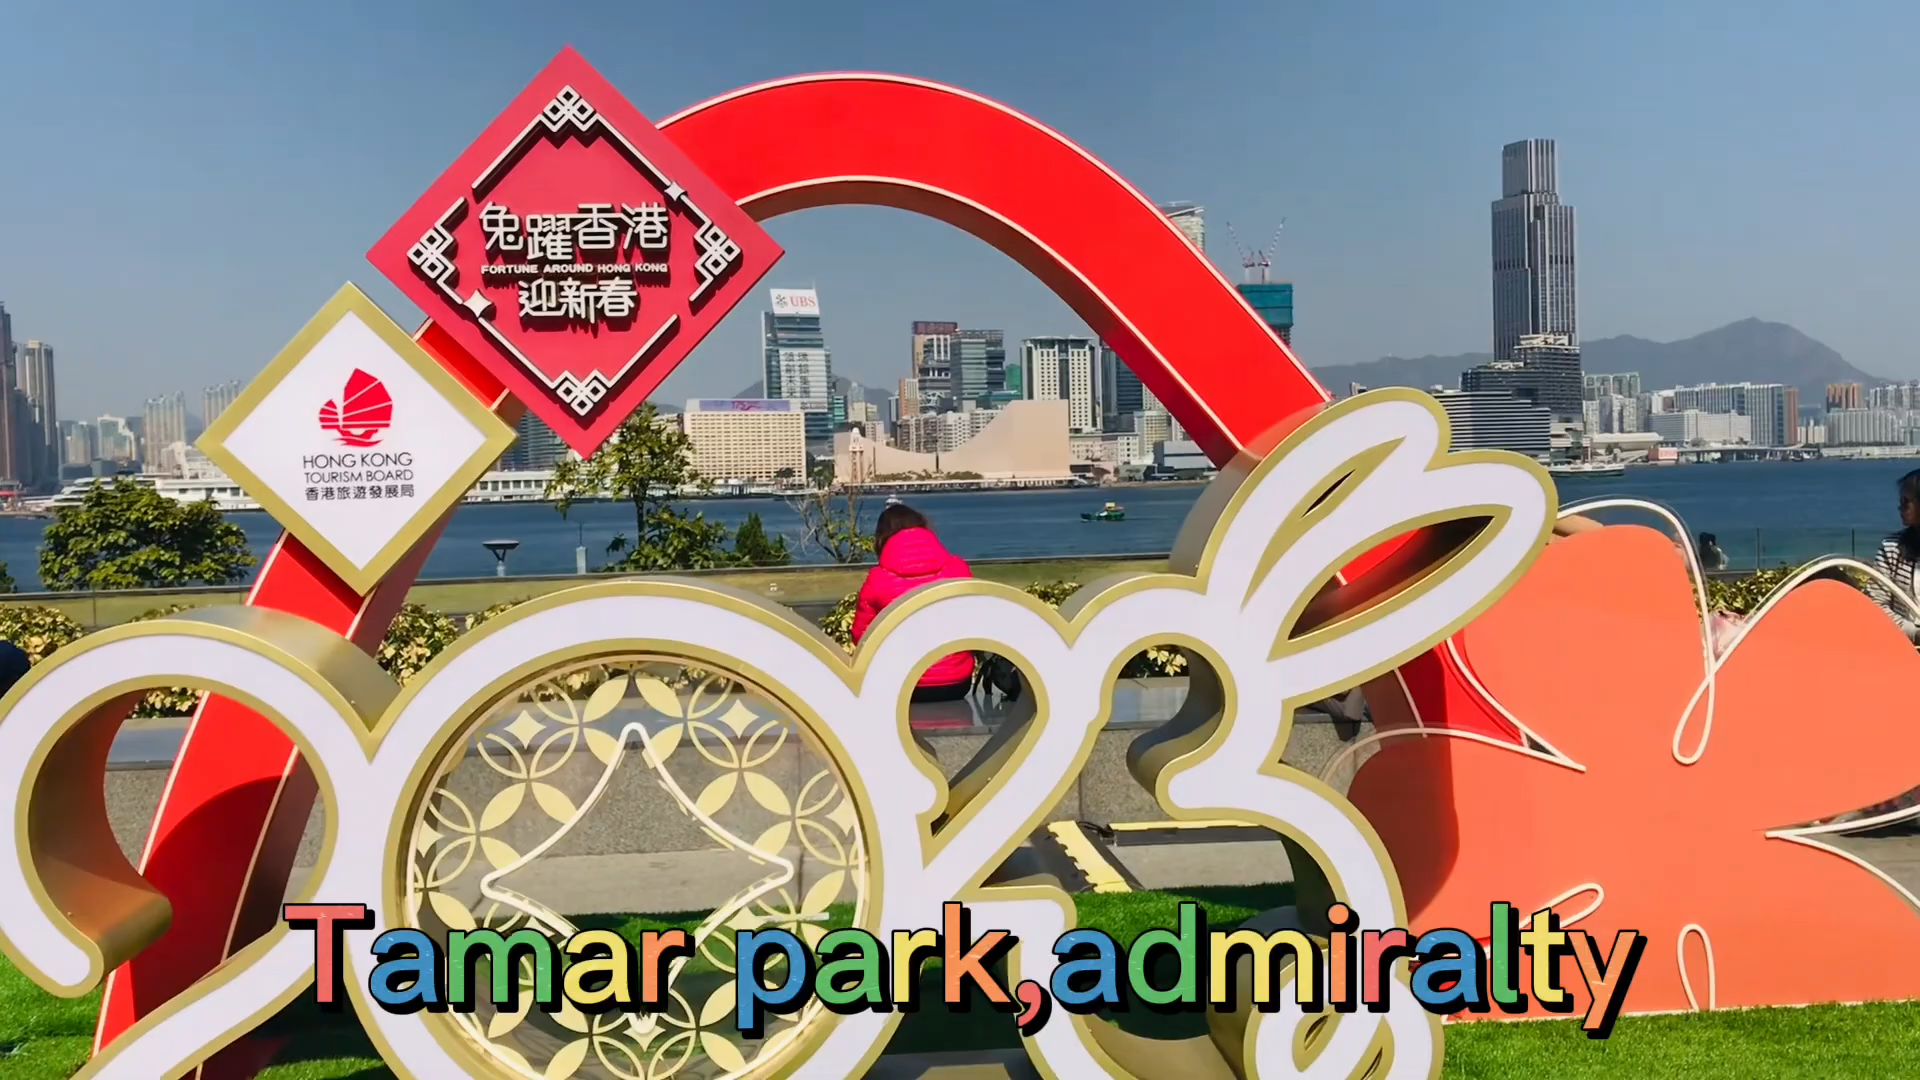 兔躍香港
FORTUNE AROUND HONG KONG
迎新春
HONG KONG
TOURISM BOARD
香港旅遊發展局
UBS
2023
Tamar park,admiralty